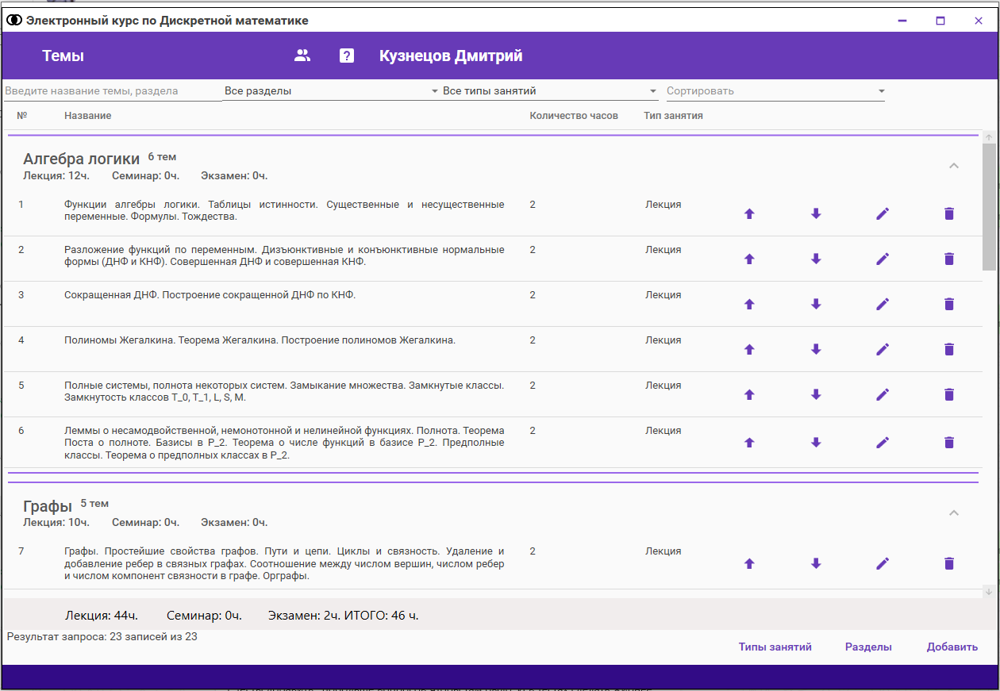 Электронный курс по Дискретной математике
Темы
?
Кузнецов Дмитрий
Введите название темы, раздела
Все разделы
Все типы занятий
Сортировать
№ Название Количество часов Тип занятия
Алгебра логики 6 тем
Лекция: 12ч. Семинар: 0ч. Экзамен: 0ч.
1 Функции алгебры логики. Таблицы истинности. Существенные и несущественные 2 Лекция
переменные. Формулы. Тождества.
2 Разложение функций по переменным. Дизъюнктивные и конъюнктивные нормальные 2 Лекция
формы (ДНФ и КНФ). Совершенная ДНФ и совершенная КНФ.
3 Сокращенная ДНФ. Построение сокращенной ДНФ по КНФ. 2 Лекция
4 Полиномы Жегалкина. Теорема Жегалкина. Построение полиномов Жегалкина. 2 Лекция
5 Полные системы, полнота некоторых систем. Замыкание множества. Замкнутые классы. 2 Лекция
Замкнутость классов T_0, T_1, L, S, M.
6 Леммы о несамодвойственной, немонотонной и нелинейной функциях. Полнота. Теорема 2 Лекция
Поста о полноте. Базисы в P_2. Теорема о числе функций в базисе P_2. Предполные
классы. Теорема о предполных классах в P_2.
Графы 5 тем
Лекция: 10ч. Семинар: 0ч. Экзамен: 0ч.
7 Графы. Простейшие свойства графов. Пути и цепи. Циклы и связность. Удаление и 2 Лекция
добавление ребер в связных графах. Соотношение между числом вершин, числом ребер
и числом компонент связности в графе. Орграфы.
Лекция: 44ч. Семинар: 0ч. Экзамен: 2ч. ИТОГО: 46 ч.
Результат запроса: 23 записей из 23
Типы занятий Разделы Добавить